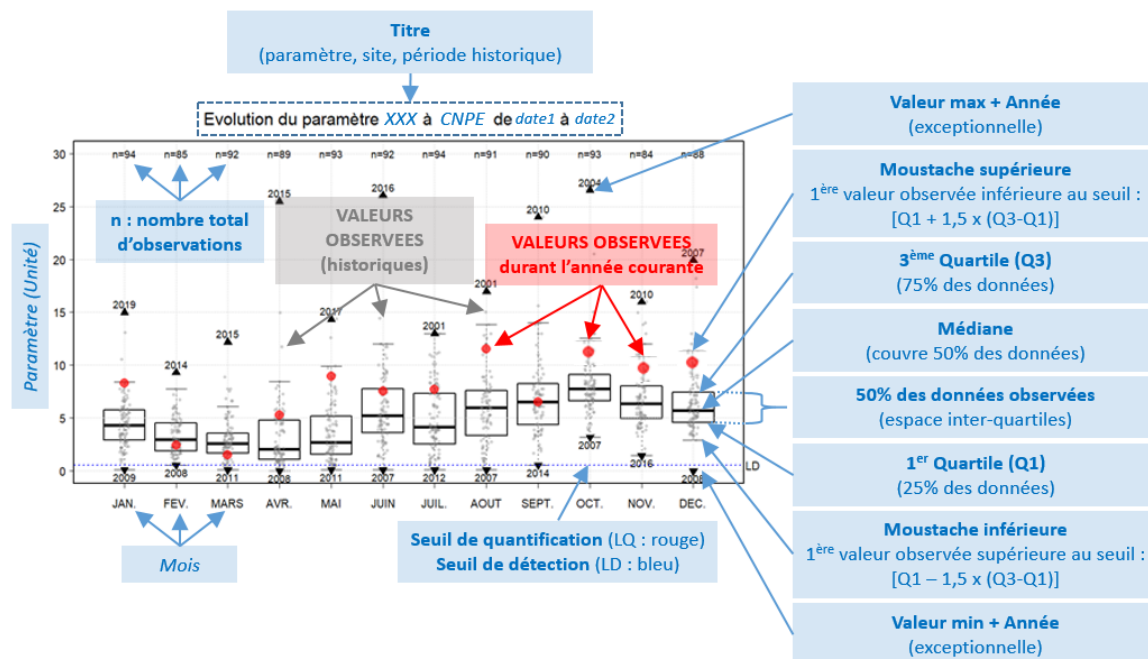 Titre
(paramètre, site, période historique)
Evolution du paramètre XXX à CNPE de date1 à date2
Paramètre (Unité)
30
25
20
15
10
5
0
n=94
n=85
n=92
n=89
n=93
n=92
n=94
n=91
n=90
n=93
n=84
n=88
n : nombre total
d’observations
VALEURS
OBSERVEES
(historiques)
VALEURS OBSERVEES
durant l’année courante
2019
2014
2015
2015
2017
2016
2001
2001
2010
2004
2010
2007
2009
2008
2011
2008
2011
2007
2012
2007
2014
2007
2016
2008
LD
JAN.
FEV.
MARS
AVR.
MAI
JUIN
JUIL.
AOUT
SEPT.
OCT.
NOV.
DEC.
Mois
Seuil de quantification (LQ : rouge)
Seuil de détection (LD : bleu)
Valeur max + Année
(exceptionnelle)
Moustache supérieure
1ère valeur observée inférieure au seuil :
[Q1 + 1,5 x (Q3-Q1)]
3ème Quartile (Q3)
(75% des données)
Médiane
(couvre 50% des données)
50% des données observées
(espace inter-quartiles)
1er Quartile (Q1)
(25% des données)
Moustache inférieure
1ère valeur observée supérieure au seuil :
[Q1 – 1,5 x (Q3-Q1)]
Valeur min + Année
(exceptionnelle)